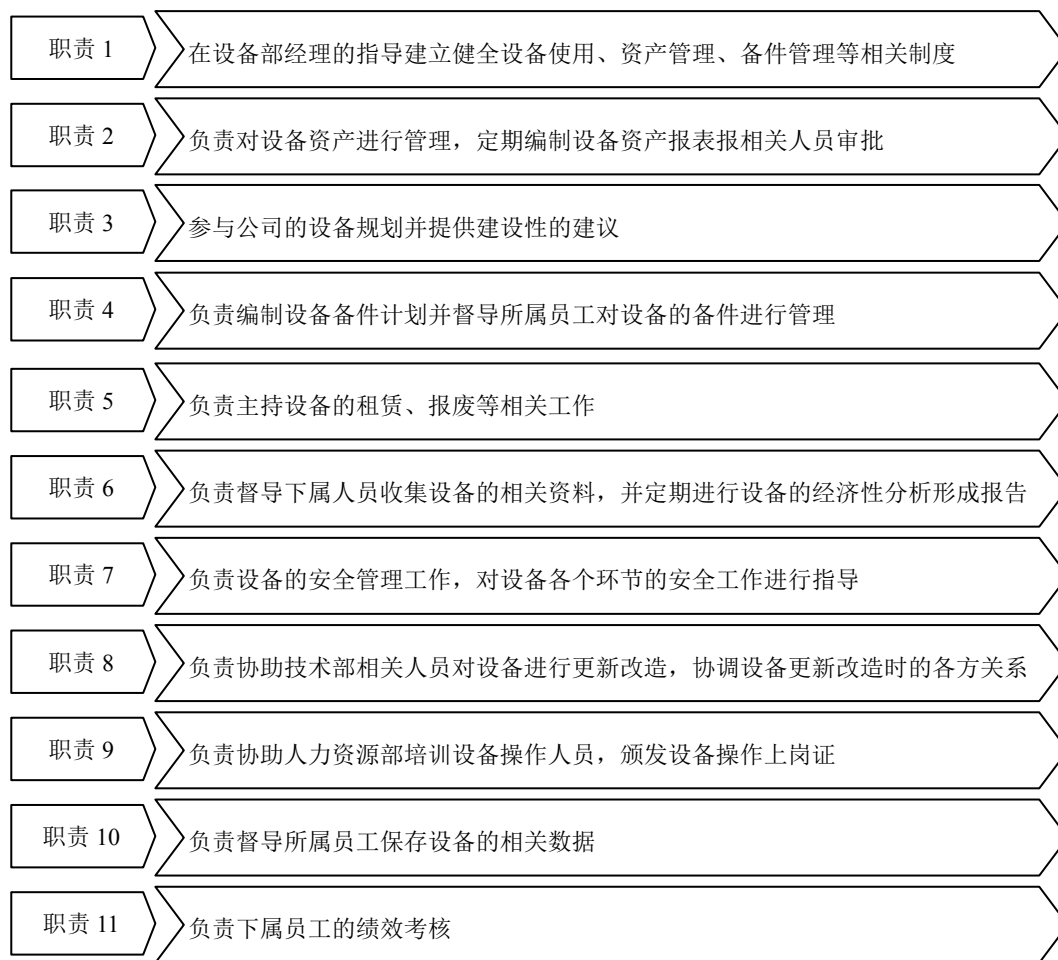 职责 1
在设备部经理的指导建立健全设备使用、资产管理、备件管理等相关制度
职责 2
负责对设备资产进行管理，定期编制设备资产报表报相关人员审批
职责 3
参与公司的设备规划并提供建设性的建议
职责 4
负责编制设备备件计划并督导所属员工对设备的备件进行管理
职责 5
负责主持设备的租赁、报废等相关工作
职责 6
负责督导下属人员收集设备的相关资料，并定期进行设备的经济性分析形成报告
职责 7
负责设备的安全管理工作，对设备各个环节的安全工作进行指导
职责 8
负责协助技术部相关人员对设备进行更新改造，协调设备更新改造时的各方关系
职责 9
负责协助人力资源部培训设备操作人员，颁发设备操作上岗证
职责 10
负责督导所属员工保存设备的相关数据
职责 11
负责下属员工的绩效考核